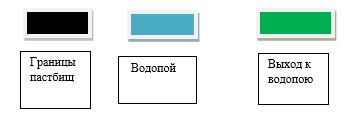 Границы
пастбищ
Водопой
Выход к
водопою